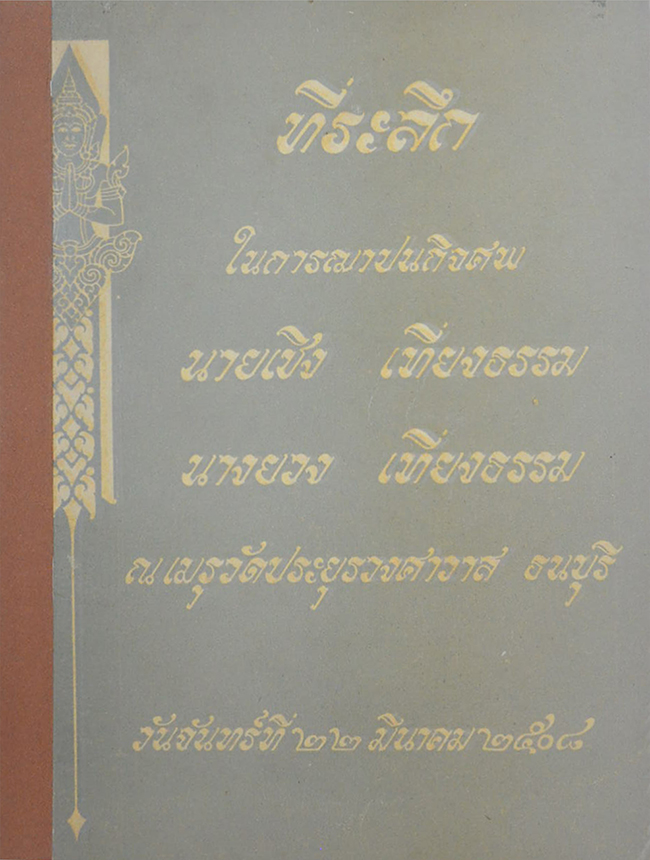 ที่ระลึก
ในการฌาปนกิจศพ
นายเชิง เที่ยงธรรม
นางยวง เที่ยงธรรม
ณ เมรุวัดประยุรวงศาวาส ธนบุรี
วันจันทร์ที่ ๒๒ มีนาคม ๒๕๐๘